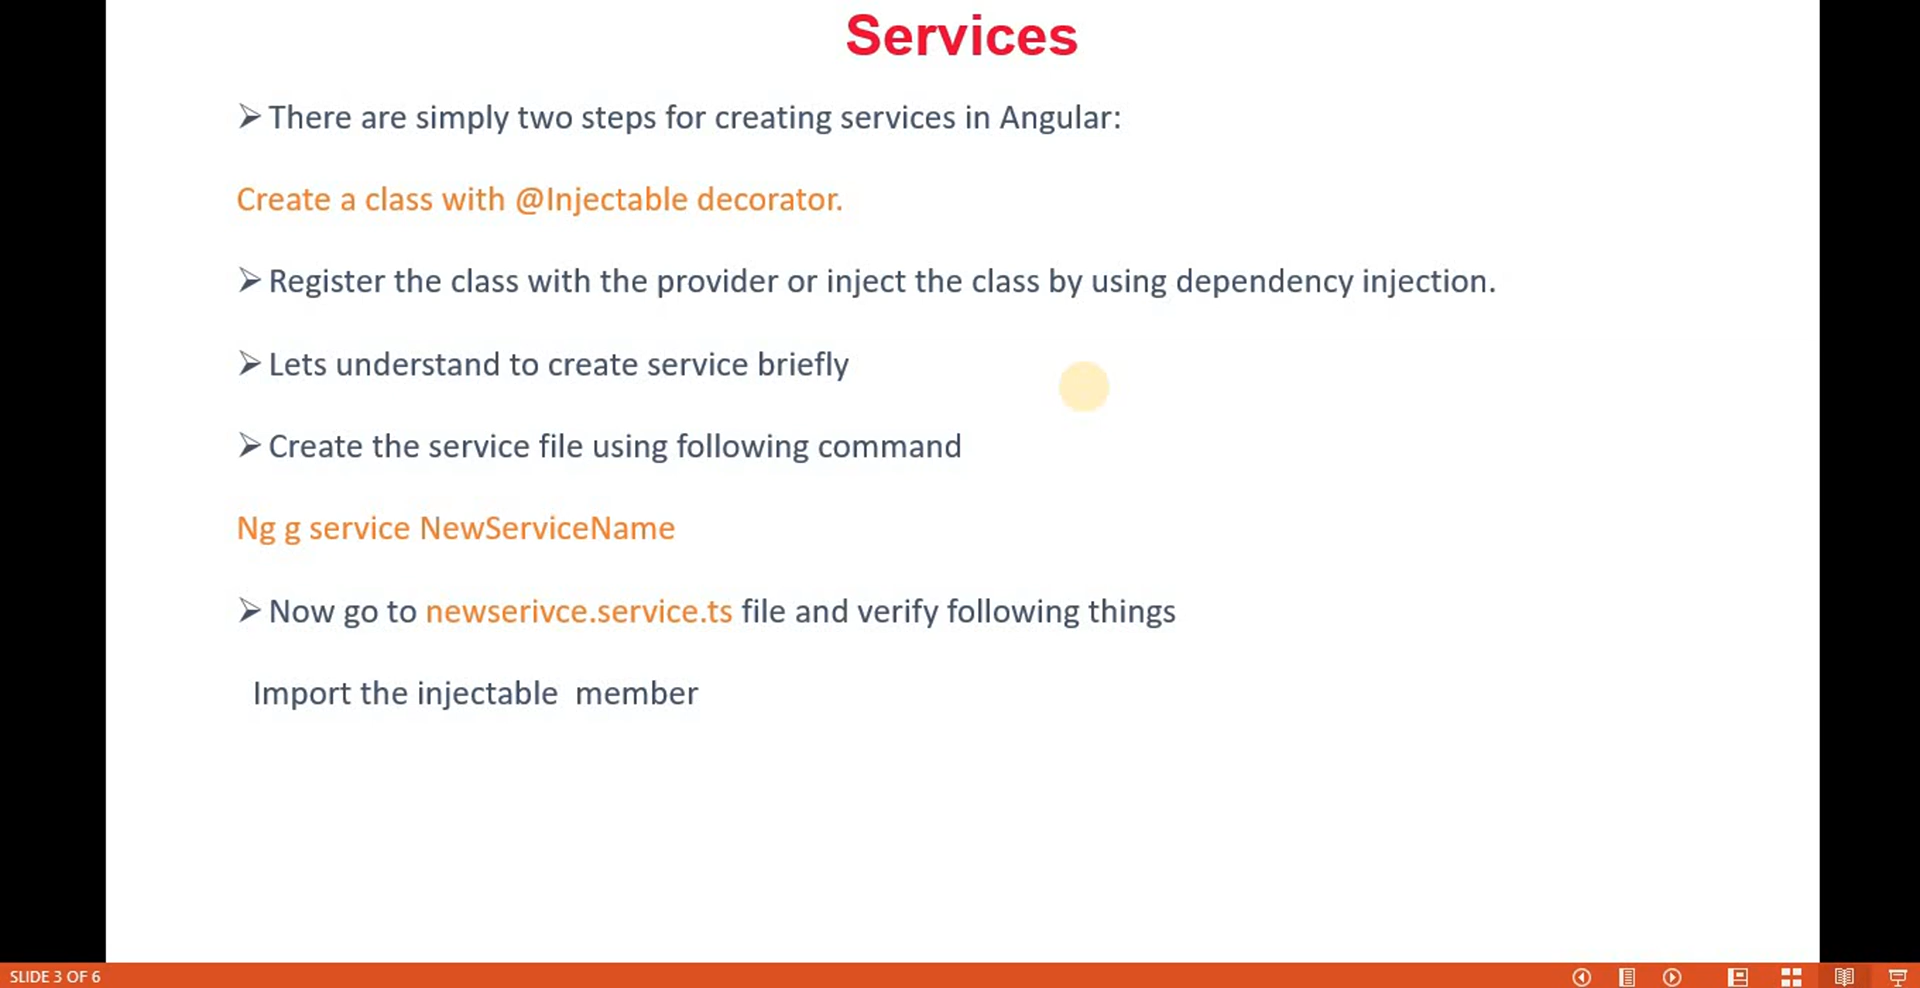 Services
There are simply two steps for creating services in Angular:
Create a class with @Injectable decorator.
Register the class with the provider or inject the class by using dependency injection.
Lets understand to create service briefly
Create the service file using following command
Ng g service NewServiceName
Now go to newserivce.service.ts file and verify following things
Import the injectable  member
SLIDE 3 OF 6